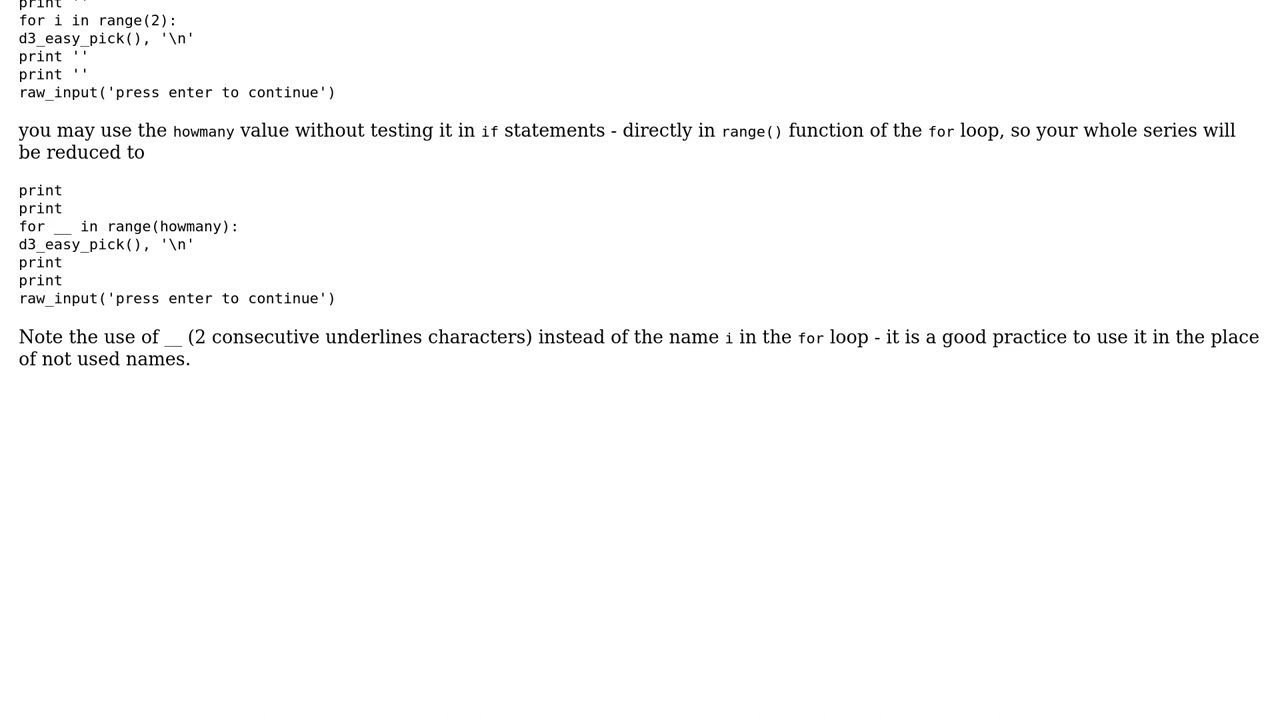 print ''
for i in range(2):
d3_easy_pick(), '\n'
print ''
print ''
raw_input('press enter to continue')
you may use the howmany value without testing it in if statements - directly in range() function of the for loop, so your whole series will
be reduced to
print
print
for __ in range(howmany):
d3_easy_pick(), '\n'
print
print
raw_input('press enter to continue')
Note the use of __ (2 consecutive underlines characters) instead of the name i in the for loop - it is a good practice to use it in the place
of not used names.